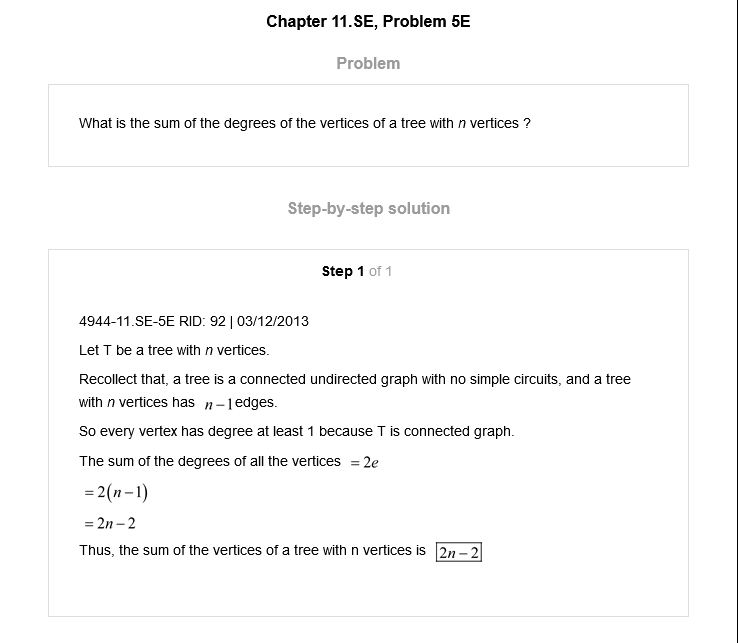 Chapter 11.SE, Problem 5E
Problem
What is the sum of the degrees of the vertices of a tree with n vertices ?
Step-by-step solution
Step 1 of 1
4944-11.SE-5E RID: 92 | 03/12/2013
Let T be a tree with n vertices.
Recollect that, a tree is a connected undirected graph with no simple circuits, and a tree
with n vertices has n−1 edges.
So every vertex has degree at least 1 because T is connected graph.
The sum of the degrees of all the vertices = 2e
= 2(n−1)
= 2n−2
Thus, the sum of the vertices of a tree with n vertices is 2n−2